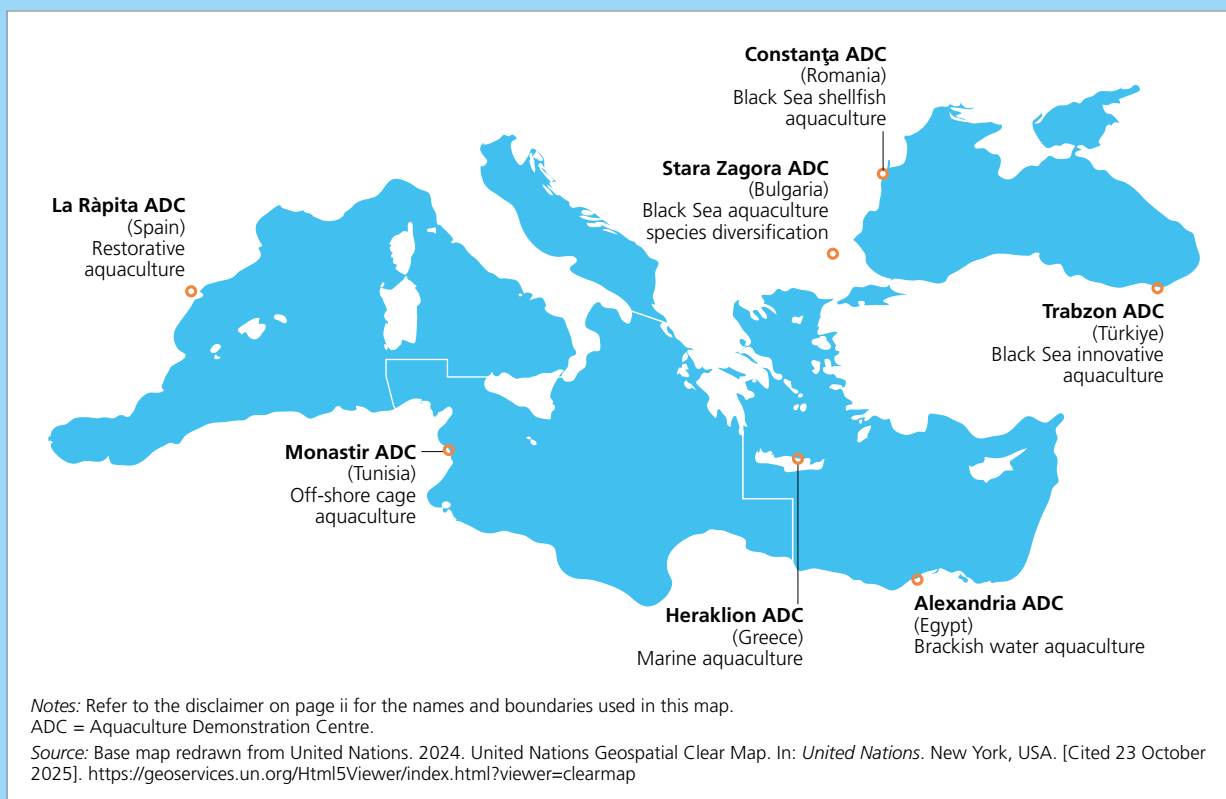 Constanţa ADC
(Romania)
Black Sea shellfish
aquaculture
Stara Zagora ADC
(Bulgaria)
Black Sea aquaculture
species diversification
La Ràpita ADC
(Spain)
Restorative
aquaculture
Trabzon ADC
(Türkiye)
Black Sea innovative
aquaculture
Monastir ADC
(Tunisia)
Off-shore cage
aquaculture
Heraklion ADC
(Greece)
Marine aquaculture
Alexandria ADC
(Egypt)
Brackish water aquaculture
Notes: Refer to the disclaimer on page ii for the names and boundaries used in this map.
ADC = Aquaculture Demonstration Centre.
Source: Base map redrawn from United Nations. 2024. United Nations Geospatial Clear Map. In: United Nations. New York, USA. [Cited 23 October
2025]. https://geoservices.un.org/Html5Viewer/index.html?viewer=clearmap